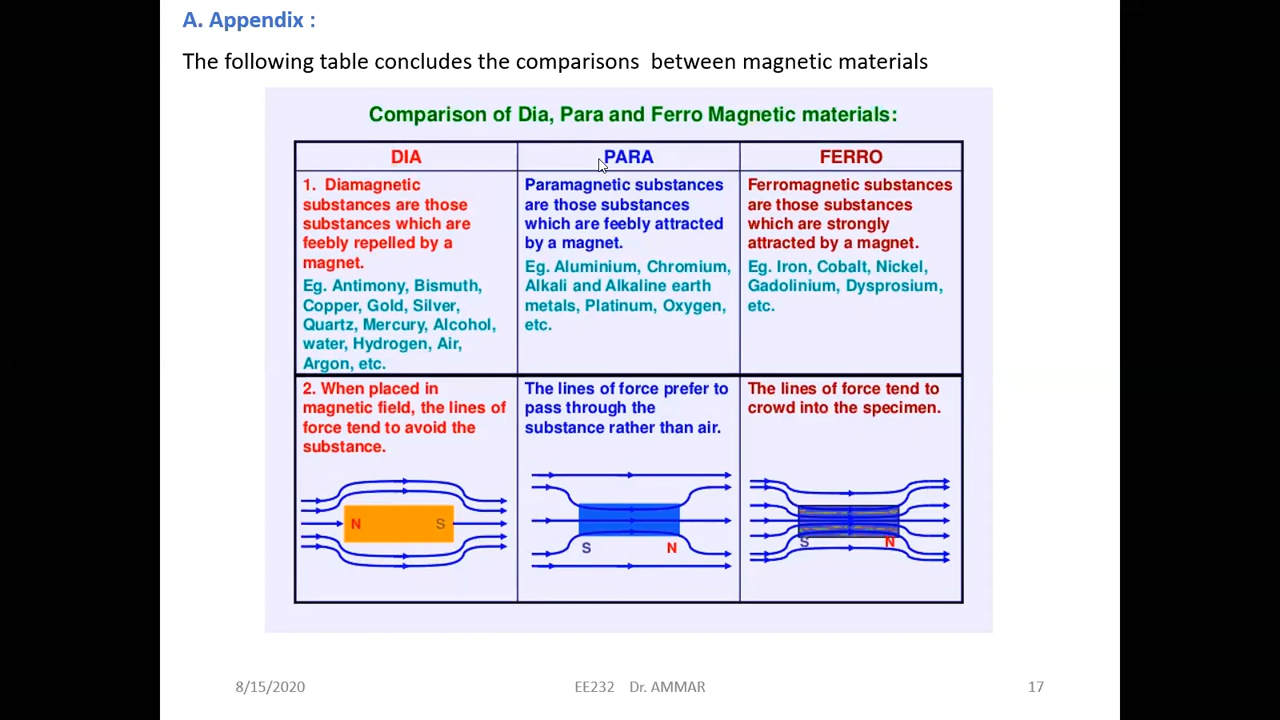 A. Appendix :
The following table concludes the comparisons  between magnetic materials
Comparison of Dia, Para and Ferro Magnetic materials:
DIA
PARA
FERRO
1.  Diamagnetic
substances are those
substances which are
feebly repelled by a
magnet.
Eg. Antimony, Bismuth,
Copper, Gold, Silver,
Quartz, Mercury, Alcohol,
water, Hydrogen, Air,
Argon, etc.
Paramagnetic substances
are those substances
which are feebly attracted
by a magnet.
Eg. Aluminium, Chromium,
Alkali and Alkaline earth
metals, Platinum, Oxygen,
etc.
Ferromagnetic substances
are those substances
which are strongly
attracted by a magnet.
Eg. Iron, Cobalt, Nickel,
Gadolinium, Dysprosium,
etc.
2. When placed in
magnetic field, the lines of
force tend to avoid the
substance.
N S
The lines of force prefer to
pass through the
substance rather than air.
S N
The lines of force tend to
crowd into the specimen.
S N
8/15/2020
EE232    Dr. AMMAR
17